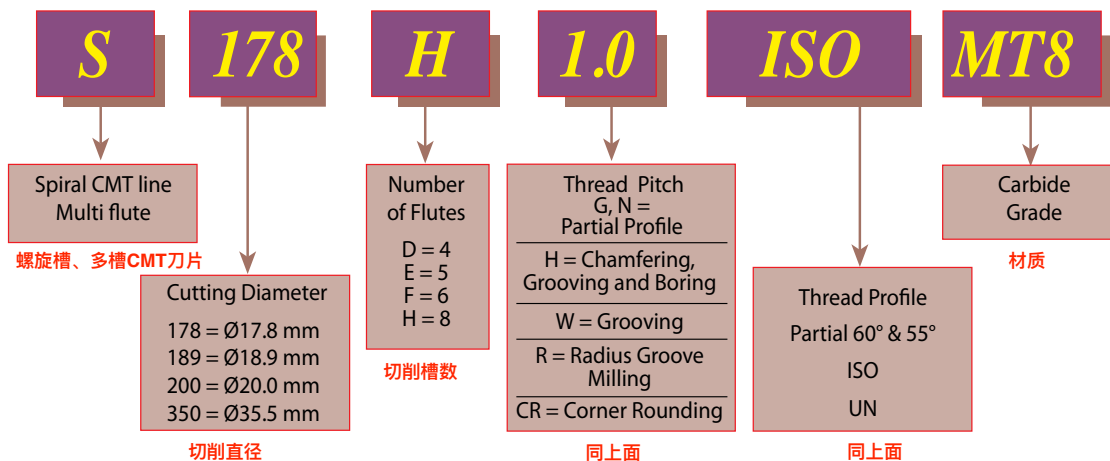 S 178 H 1.0 ISO MT8
Spiral CMT line
Multi flute
螺旋槽、多槽CMT刀片
Cutting Diameter
178 = Ø17.8 mm
189 = Ø18.9 mm
200 = Ø20.0 mm
350 = Ø35.5 mm
切削直径
Number
of Flutes
D = 4
E = 5
F = 6
H = 8
切削槽数
Thread Pitch
G, N =
Partial Profile
H = Chamfering,
Grooving and Boring
W = Grooving
R = Radius Groove
Milling
CR = Corner Rounding
同上面
Thread Profile
Partial 60° & 55°
ISO
UN
同上面
Carbide
Grade
材质